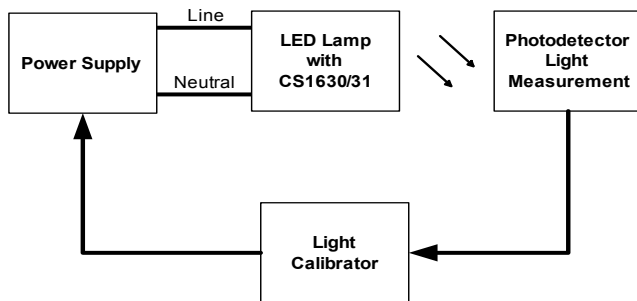 Line
Power Supply
Neutral
LED Lamp
with
CS1630/31
Photodetector
Light
Measurement
Light
Calibrator